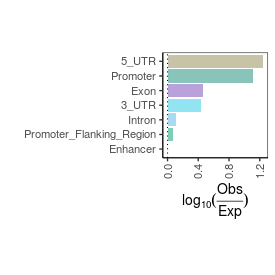 5_UTR
Promoter
Exon
3_UTR
Intron
Promoter_Flanking_Region
Enhancer
0.0 0.4 0.8 1.2
log10(Obs/Exp)